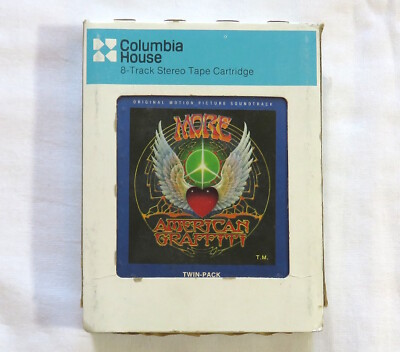 Columbia
House
8-Track Stereo Tape Cartridge
ORIGINAL MOTION PICTURE SOUNDTRACK
MORE
AMERICAN
GRAFFITI
T.M.
TWIN-PACK